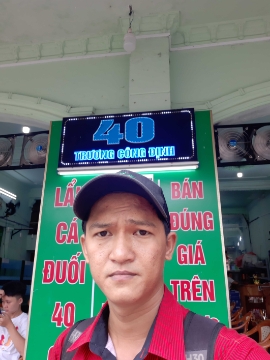 40
TRƯƠNG CÔNG ĐỊNH
LẨU
CÁ
ĐUỐI
40
BÁN
ĐÚNG
GIÁ
TRÊN